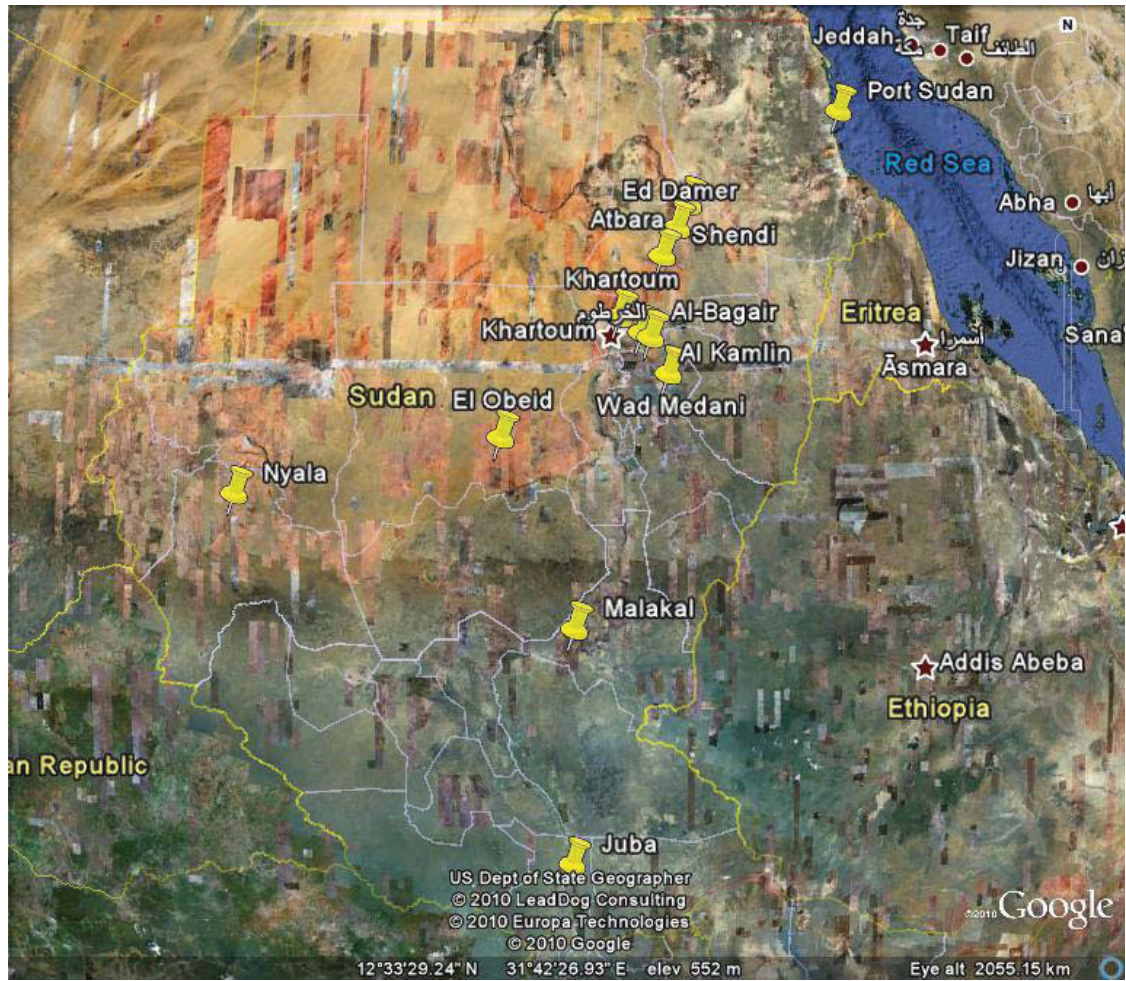 جدة
Jeddah
Taif
مكة
الطائف
N
Port Sudan
Red Sea
Ed Damer
Abha
أبها
Atbara
Shendi
Jizan
Khartoum
الخرطوم
Al-Bagair
Eritrea
Khartoum
أسمرا
Sana'
Āsmara
Al Kamlin
Sudan
El Obeid
Wad Medani
Nyala
Malakal
Addis Abeba
Ethiopia
an Republic
Juba
US Dept of State Geographer
© 2010 LeadDog Consulting
© 2010 Europa Technologies
© 2010 Google
©2010 Google
12°33'29.24" N 31°42'26.93" E elev 552 m
Eye alt 2055.15 km